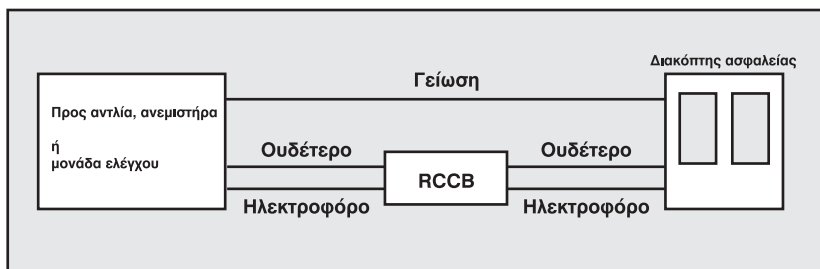 Διακόπτης ασφαλείας
Γείωση
Προς αντλία, ανεμιστήρα
ή
μονάδα ελέγχου
Ουδέτερο
Ουδέτερο
RCCB
Ηλεκτροφόρο
Ηλεκτροφόρο